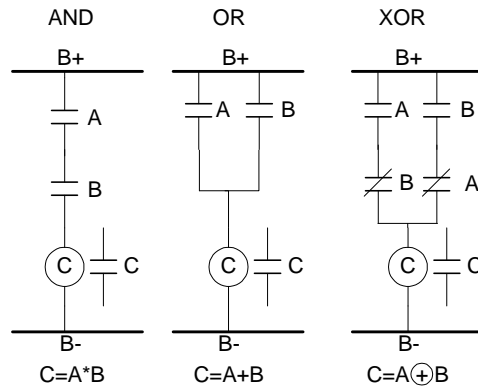 AND OR XOR
B+ B+ B+
A A B A B
B B A
C C C C C C
B- B- B-
C=A*B C=A+B C=A⊕B